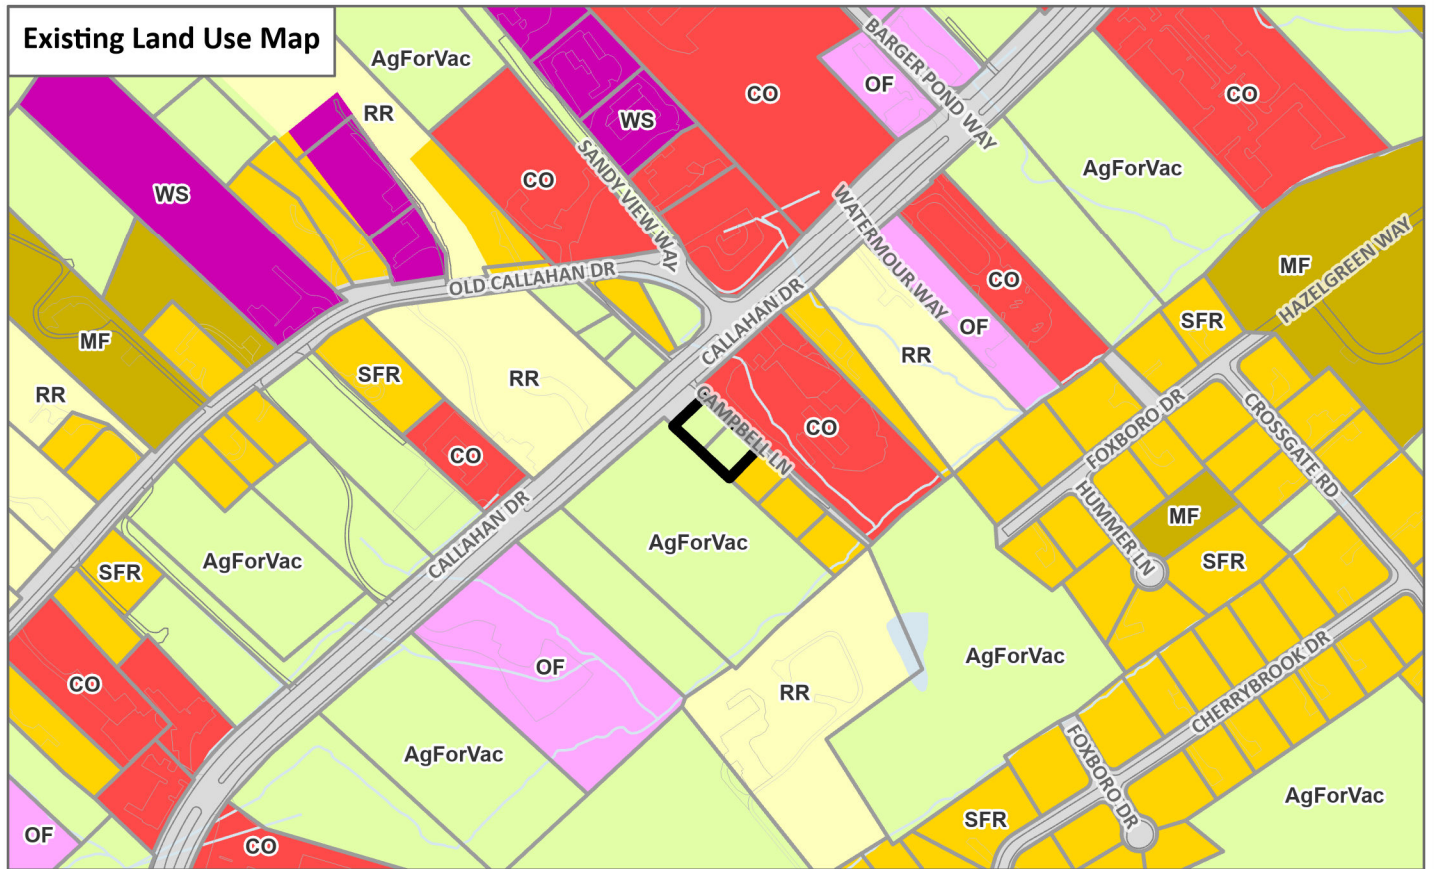 Existing Land Use Map
AgForVac
RR
WS
CO
WS
CO
OF
BARGER POND WAY
CO
AgForVac
SANDY VIEW WAY
WATERMOUR WAY
OLD CALLAHAN DR
CALLAHAN DR
CO
OF
RR
MF
HAZELGREEN WAY
SFR
MF
RR
SFR
RR
CO
CAMPBELL LN
CO
FOXBORO DR
CROSSGATE RD
HUMMER LN
MF
SFR
CALLAHAN DR
AgForVac
AgForVac
SFR
CO
OF
RR
AgForVac
CHERRYBROOK DR
AgForVac
FOXBORO DR
AgForVac
SFR
OF
CO